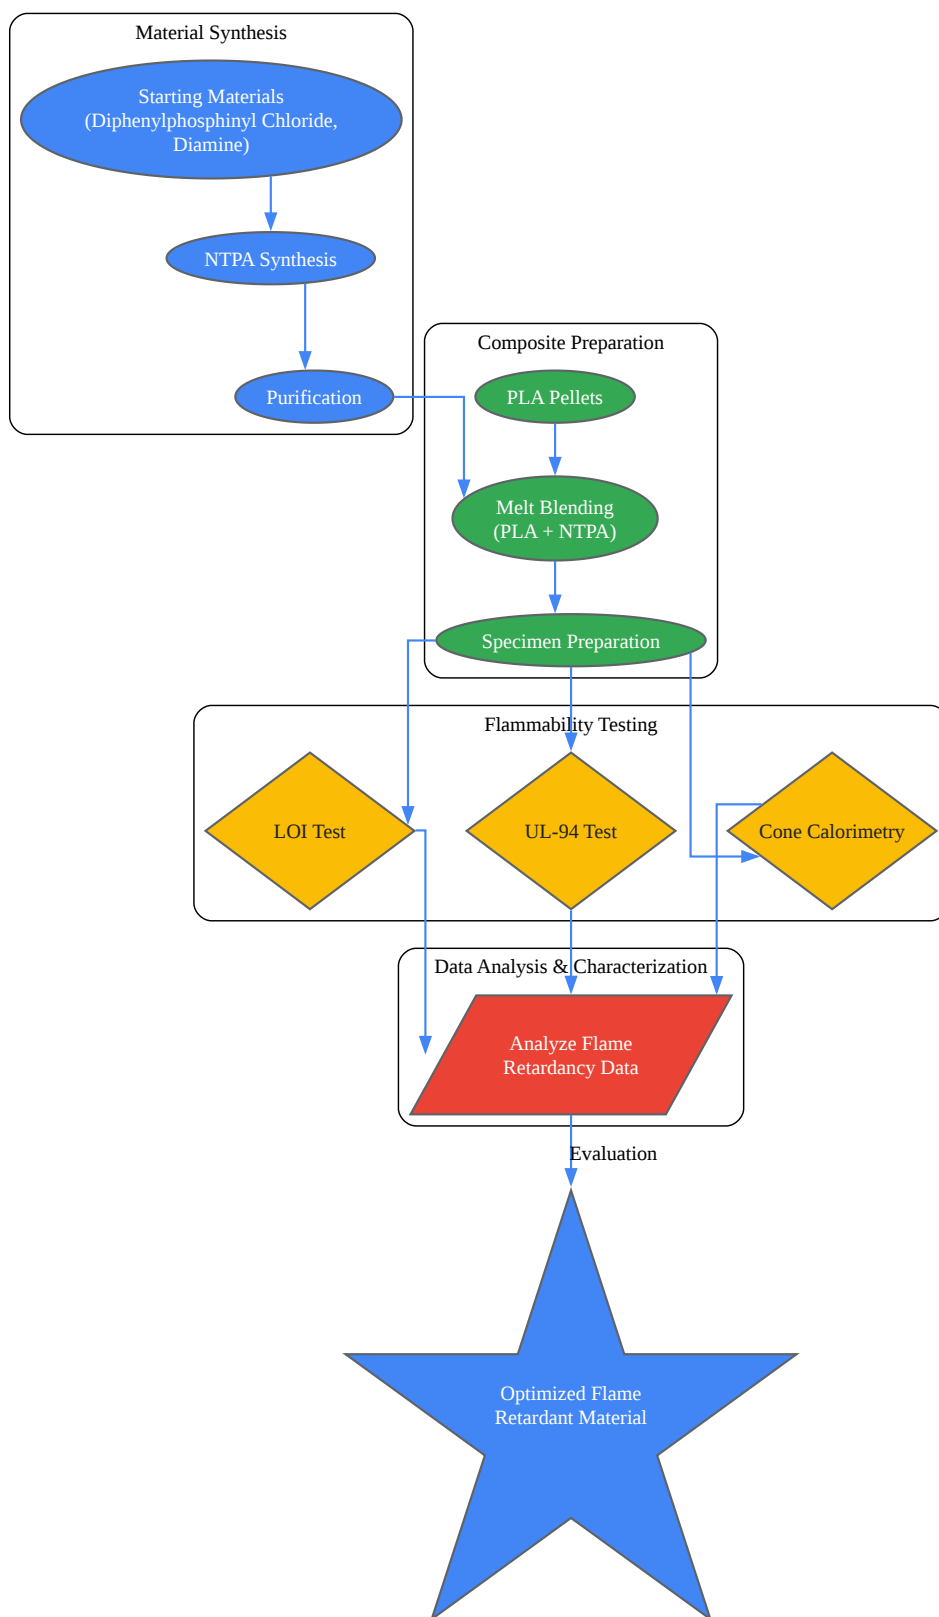 Material Synthesis
Starting Materials
(Diphenylphosphinyl Chloride,
Diamine)
NTPA Synthesis
Purification
Composite Preparation
PLA Pellets
Melt Blending
(PLA + NTPA)
Specimen Preparation
Flammability Testing
LOI Test
UL-94 Test
Cone Calorimetry
Data Analysis & Characterization
Analyze Flame
Retardancy Data
Evaluation
Optimized Flame
Retardant Material